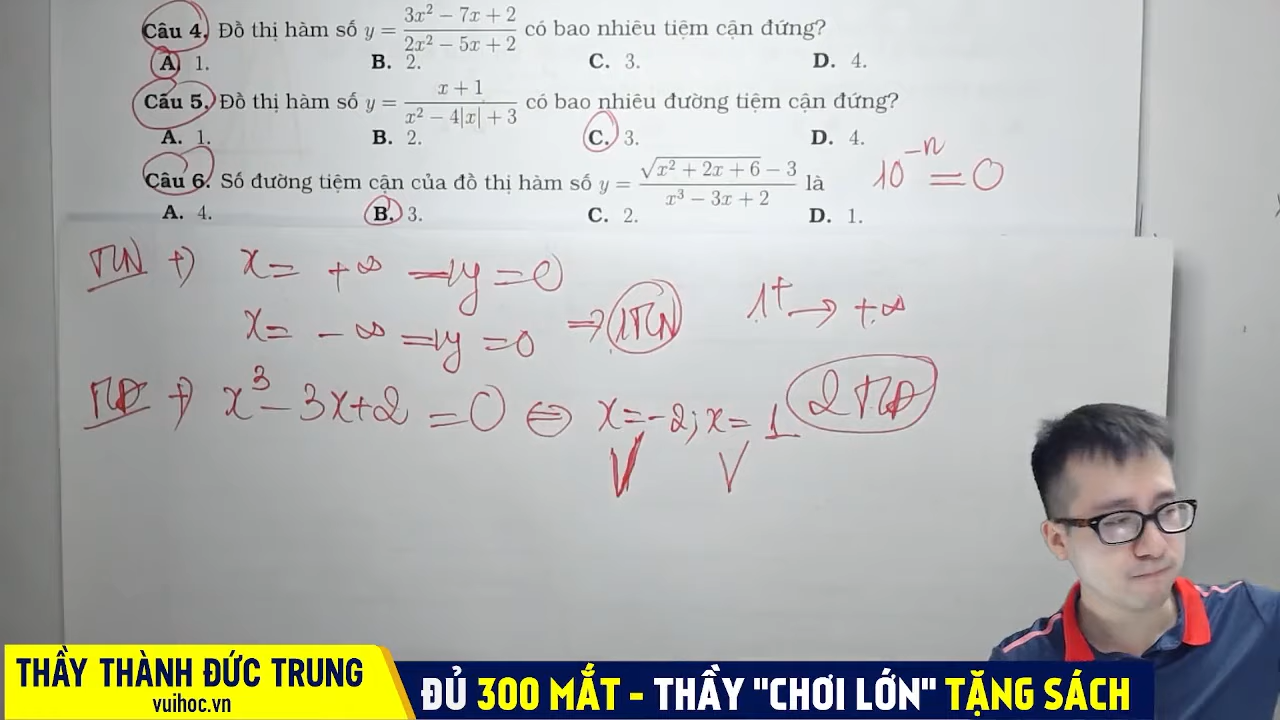 Câu 4. Đồ thị hàm số y = (3x² − 7x + 2)/(2x² − 5x + 2) có bao nhiêu tiệm cận đứng?
A. 1. B. 2. C. 3. D. 4.
Câu 5. Đồ thị hàm số y = (x + 1)/(x² − 4|x| + 3) có bao nhiêu đường tiệm cận đứng?
A. 1. B. 2. C. 3. D. 4.
Câu 6. Số đường tiệm cận của đồ thị hàm số y = (√(x² + 2x + 6) − 3)/(x³ − 3x + 2) là
A. 4. B. 3. C. 2. D. 1.
10⁻ⁿ = 0
TCN +) x = +∞ ⇒ y = 0
x = −∞ ⇒ y = 0 ⇒ 1TCN
1⁺ → +∞
TCĐ +) x³ − 3x + 2 = 0 ⇔ x = −2; x = 1
2 TCĐ
THẦY THÀNH ĐỨC TRUNG
vuihoc.vn
ĐỦ 300 MẮT - THẦY "CHƠI LỚN" TẶNG SÁCH